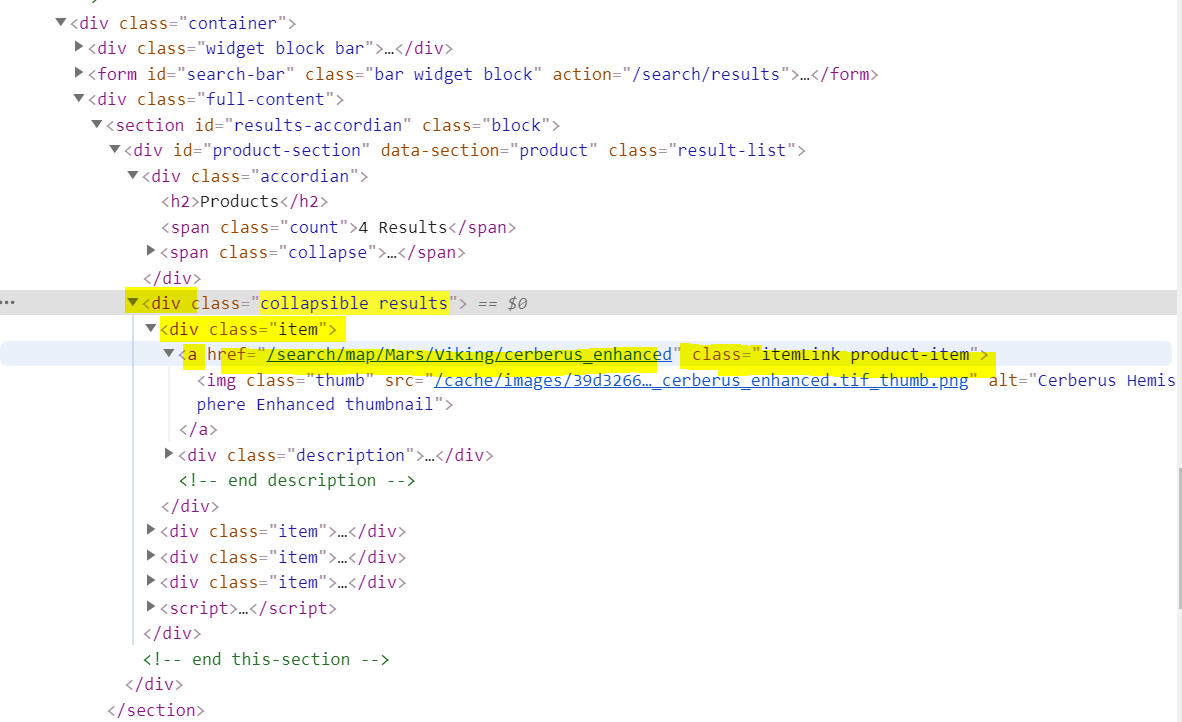 ▼<div class="container">
▶<div class="widget block bar">…</div>
▶<form id="search-bar" class="bar widget block" action="/search/results">…</form>
▼<div class="full-content">
▼<section id="results-accordian" class="block">
▼<div id="product-section" data-section="product" class="result-list">
▼<div class="accordian">
<h2>Products</h2>
<span class="count">4 Results</span>
▶<span class="collapse">…</span>
</div>
… ▼<div class="collapsible results"> == $0
▼<div class="item">
▼<a href="/search/map/Mars/Viking/cerberus_enhanced" class="itemLink product-item">
<img class="thumb" src="/cache/images/39d3266…_cerberus_enhanced.tif_thumb.png" alt="Cerberus Hemis
phere Enhanced thumbnail">
</a>
▶<div class="description">…</div>
<!-- end description -->
</div>
▶<div class="item">…</div>
▶<div class="item">…</div>
▶<div class="item">…</div>
▶<script>…</script>
</div>
<!-- end this-section -->
</div>
</section>